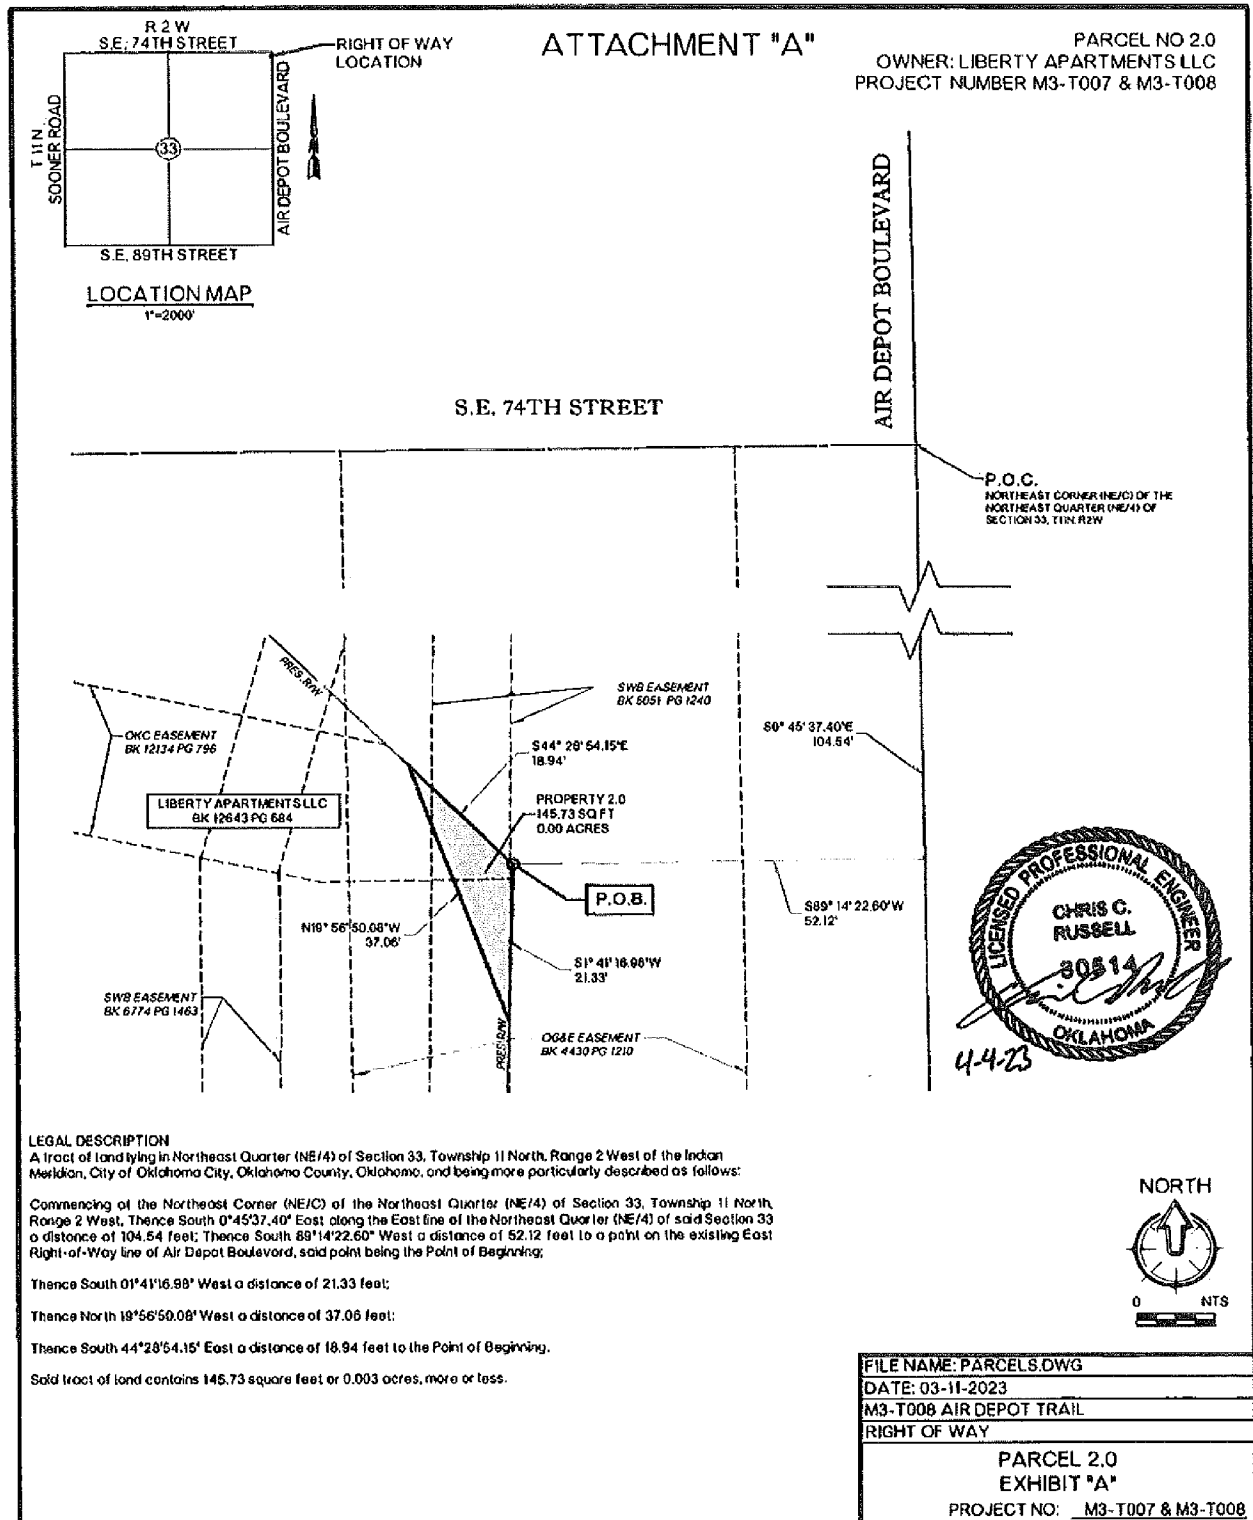 R 2 W
S.E. 74TH STREET
RIGHT OF WAY
LOCATION
ATTACHMENT "A"
PARCEL NO 2.0
OWNER: LIBERTY APARTMENTS LLC
PROJECT NUMBER M3-T007 & M3-T008
T 11 N
SOONER ROAD
33
AIR DEPOT BOULEVARD
S.E. 89TH STREET
LOCATION MAP
1"=2000'
AIR DEPOT BOULEVARD
S.E. 74TH STREET
P.O.C.
NORTHEAST CORNER (NE/C) OF THE
NORTHEAST QUARTER (NE/4) OF
SECTION 33, T11N R2W
PRES. R/W
SWB EASEMENT
BK 6051 PG 1240
OKC EASEMENT
BK 12134 PG 796
S44° 28' 54.15"E
18.94'
S0° 45' 37.40"E
104.54'
LIBERTY APARTMENTS LLC
BK 12643 PG 684
PROPERTY 2.0
145.73 SQ FT
0.00 ACRES
P.O.B.
S89° 14' 22.60"W
52.12'
N19° 56' 50.08"W
37.06'
S1° 41' 16.98"W
21.33'
SWB EASEMENT
BK 6774 PG 1463
PRES. R/W
OG&E EASEMENT
BK 4430 PG 1210
LICENSED PROFESSIONAL ENGINEER
CHRIS C.
RUSSELL
30514
OKLAHOMA
4-4-23
LEGAL DESCRIPTION
A tract of land lying in Northeast Quarter (NE/4) of Section 33, Township 11 North, Range 2 West of the Indian
Meridian, City of Oklahoma City, Oklahoma County, Oklahoma, and being more particularly described as follows:
Commencing at the Northeast Corner (NE/C) of the Northeast Quarter (NE/4) of Section 33, Township 11 North,
Range 2 West, Thence South 0°45'37.40" East along the East line of the Northeast Quarter (NE/4) of said Section 33
a distance of 104.54 feet; Thence South 89°14'22.60" West a distance of 52.12 feet to a point on the existing East
Right-of-Way line of Air Depot Boulevard, said point being the Point of Beginning;
Thence South 01°41'16.98" West a distance of 21.33 feet;
Thence North 19°56'50.08" West a distance of 37.06 feet;
Thence South 44°28'54.15" East a distance of 18.94 feet to the Point of Beginning.
Said tract of land contains 145.73 square feet or 0.003 acres, more or less.
NORTH
0 NTS
FILE NAME: PARCELS.DWG
DATE: 03-11-2023
M3-T008 AIR DEPOT TRAIL
RIGHT OF WAY
PARCEL 2.0
EXHIBIT "A"
PROJECT NO: M3-T007 & M3-T008